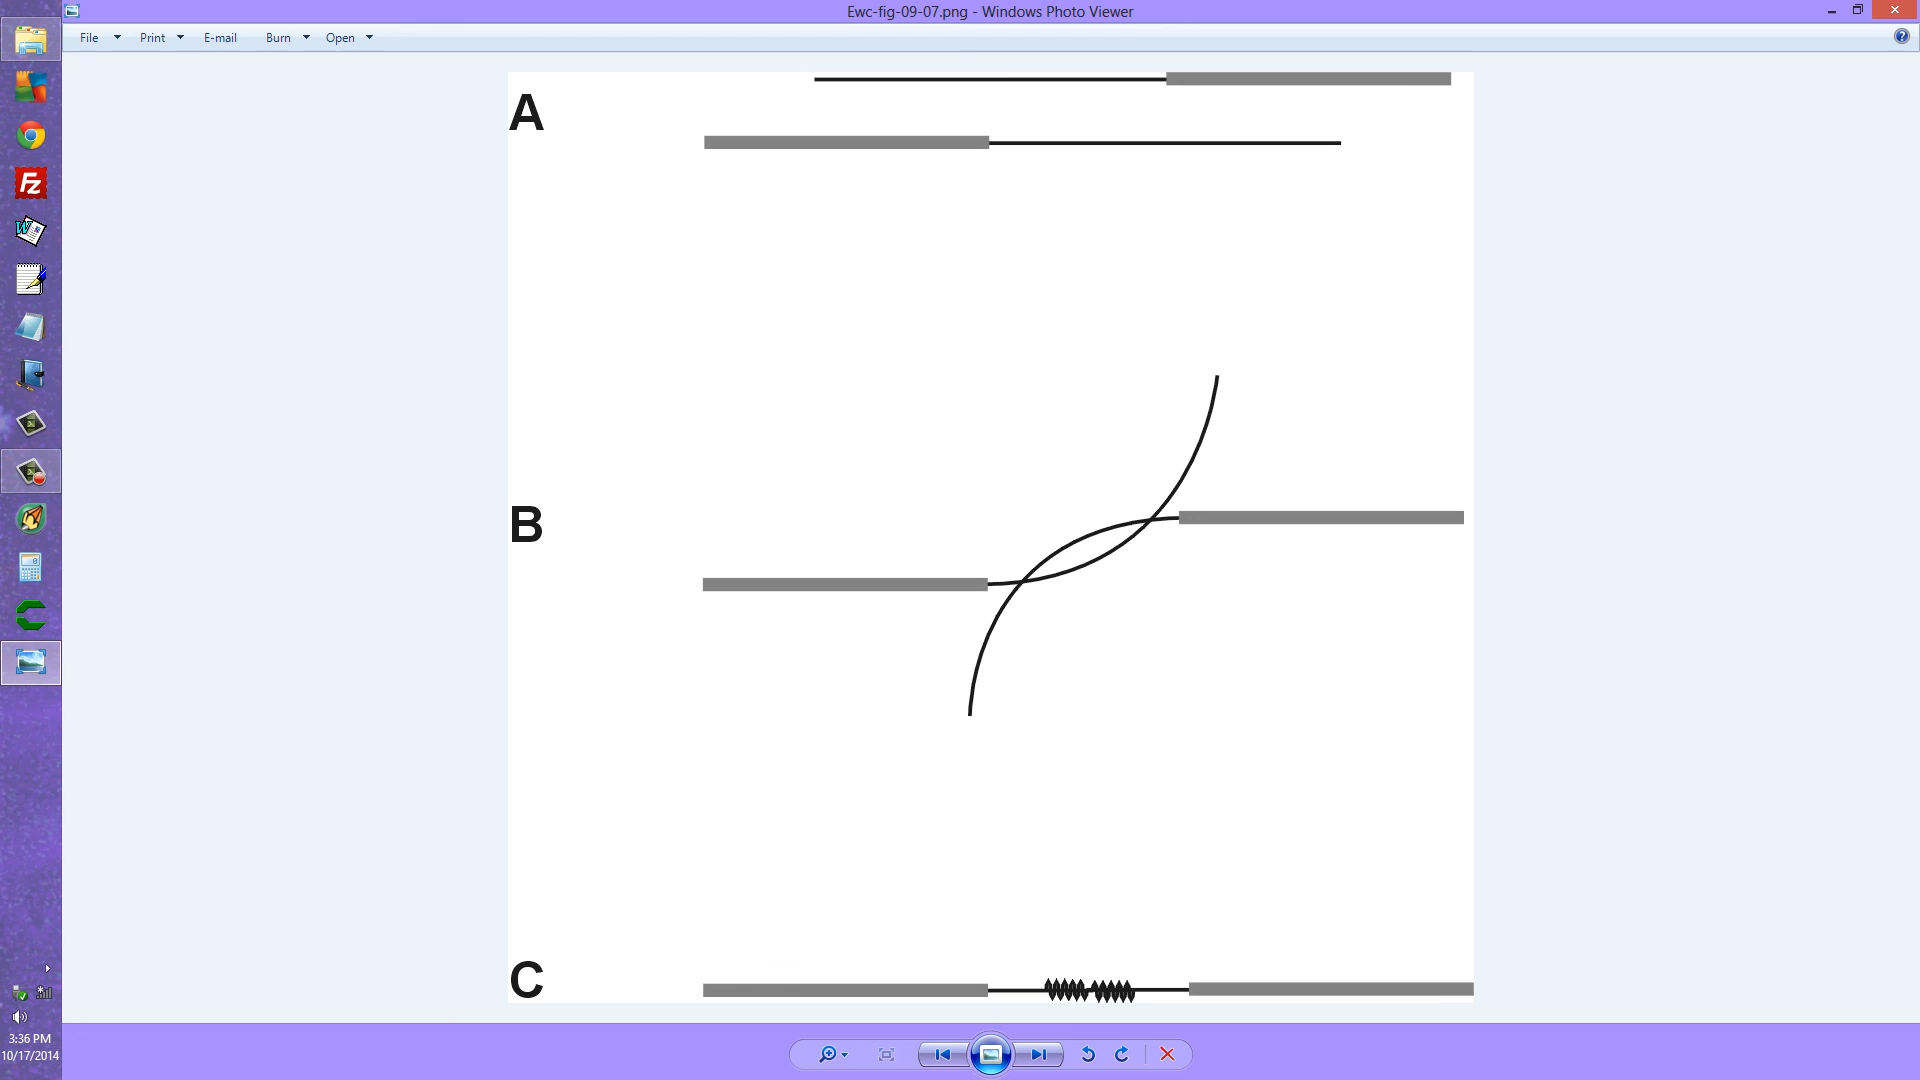 Ewc-fig-09-07.png - Windows Photo Viewer
File Print E-mail Burn Open
A
B
C
Fz
W
3:36 PM
10/17/2014